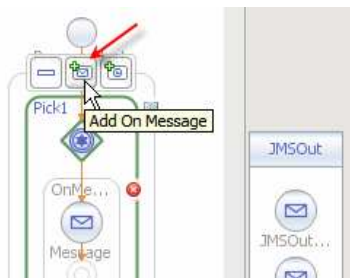 Pick1
Add On Message
JMSOut
OnMe...
Message
JMSOut...